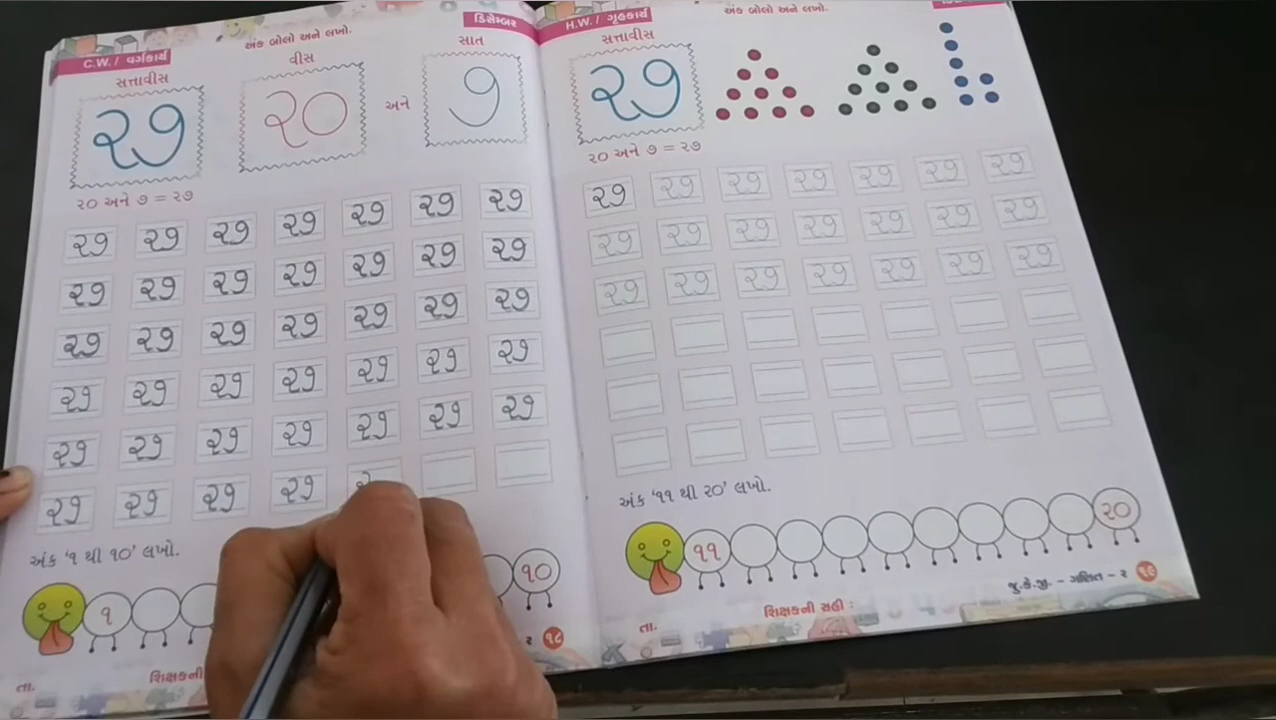 C.W. / વર્ગકાર્ય
અંક બોલો અને લખો.
ડિસેમ્બર
સત્તાવીસ
વીસ
સાત
૨૭
૨૦
અને
૭
૨૦ અને ૭ = ૨૭
૨૭ ૨૭ ૨૭ ૨૭ ૨૭ ૨૭ ૨૭
૨૭ ૨૭ ૨૭ ૨૭ ૨૭ ૨૭ ૨૭
૨૭ ૨૭ ૨૭ ૨૭ ૨૭ ૨૭ ૨૭
૨૭ ૨૭ ૨૭ ૨૭ ૨૭ ૨૭ ૨૭
૨૭ ૨૭ ૨૭ ૨૭ ૨૭ ૨૭ ૨૭
૨૭ ૨૭ ૨૭ ૨૭ ૨
અંક '૧ થી ૧૦' લખો.
૧ ૧૦
૨ ૧૮
તા. શિક્ષકની
H.W. / ગૃહકાર્ય
અંક બોલો અને લખો.
સત્તાવીસ
૨૭
૨૦ અને ૭ = ૨૭
૨૭ ૨૭ ૨૭ ૨૭ ૨૭ ૨૭ ૨૭
૨૭ ૨૭ ૨૭ ૨૭ ૨૭ ૨૭ ૨૭
૨૭ ૨૭ ૨૭ ૨૭ ૨૭ ૨૭ ૨૭
અંક '૧૧ થી ૨૦' લખો.
૧૧ ૨૦
જુ.કે.જી. - ગણિત - ૨ ૧૯
તા. શિક્ષકની સહી :